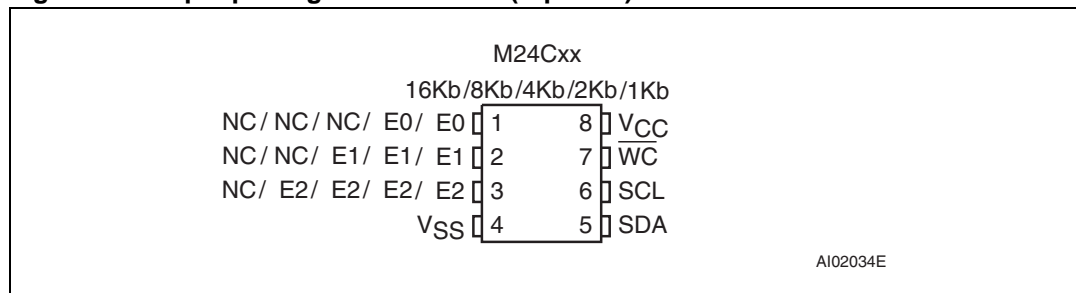 M24Cxx
16Kb/8Kb/4Kb/2Kb/1Kb
NC/ NC/ NC/ E0/ E0 1 8 VCC
NC/ NC/ E1/ E1/ E1 2 7 WC
NC/ E2/ E2/ E2/ E2 3 6 SCL
VSS 4 5 SDA
AI02034E